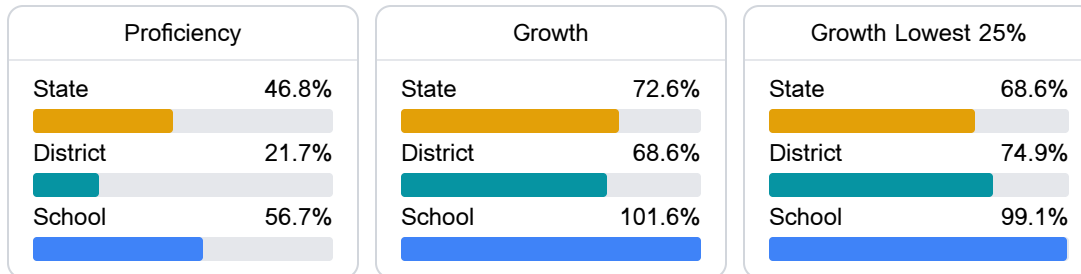 Proficiency
State 46.8%
District 21.7%
School 56.7%
Growth
State 72.6%
District 68.6%
School 101.6%
Growth Lowest 25%
State 68.6%
District 74.9%
School 99.1%